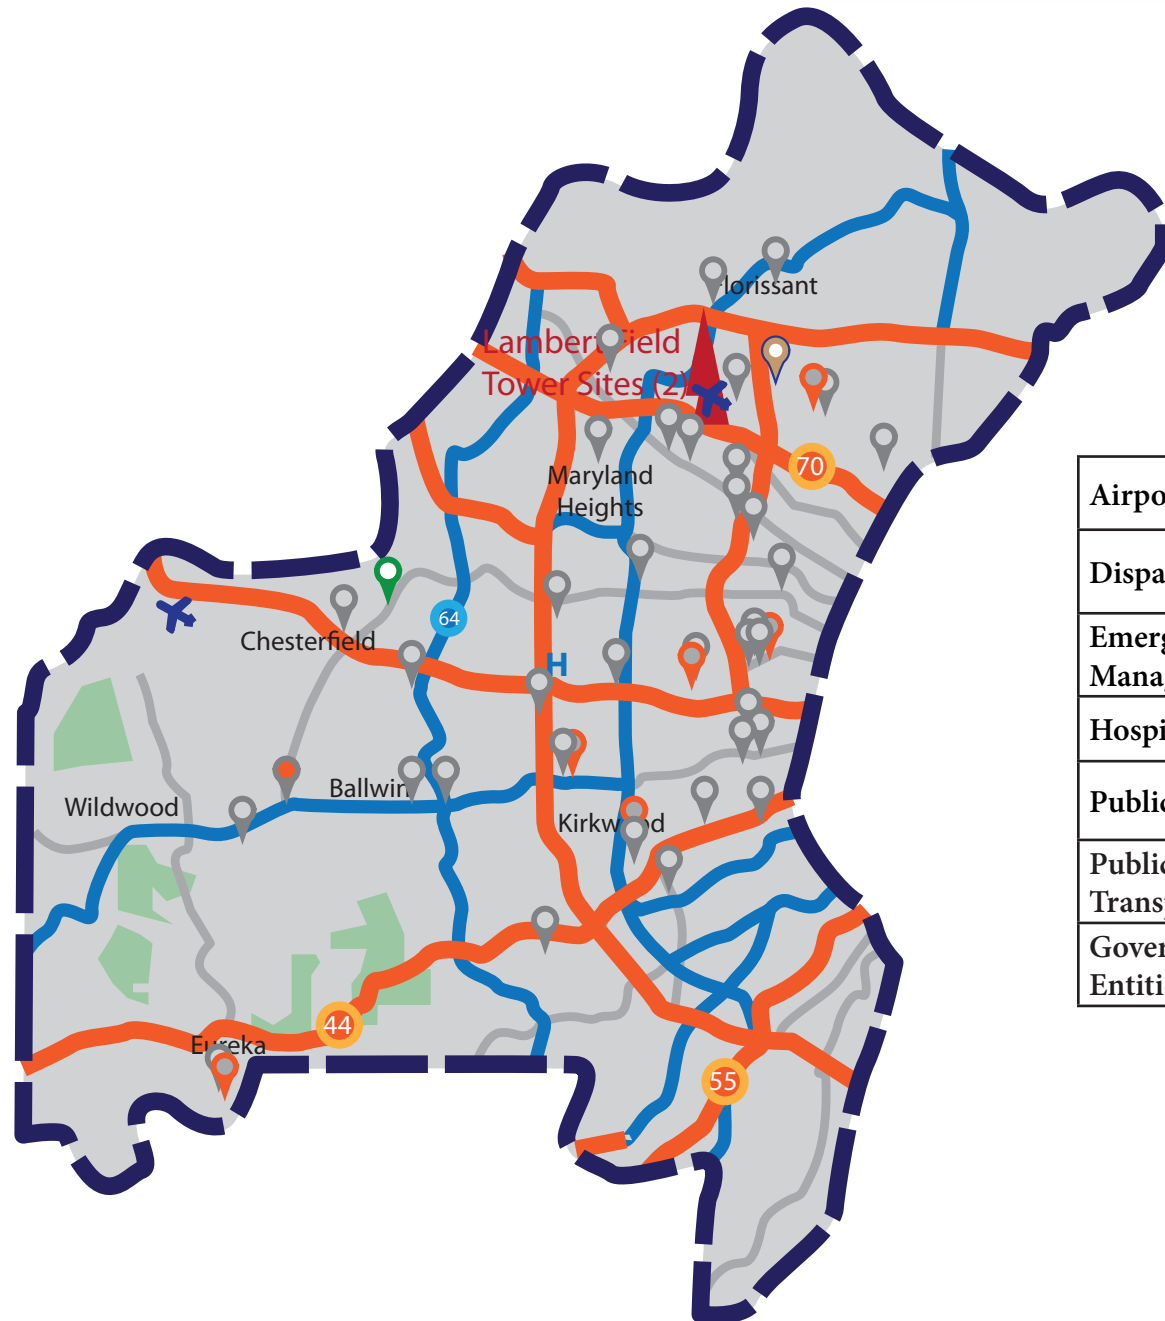 Florissant
Lambert Field
Tower Sites (2)
70
Maryland
Heights
64
Chesterfield
H
Ballwin
Wildwood
Kirkwood
44
Eureka
55
Airpo
Dispa
Emerg
Mana
Hospi
Public
Public
Trans
Gover
Entiti